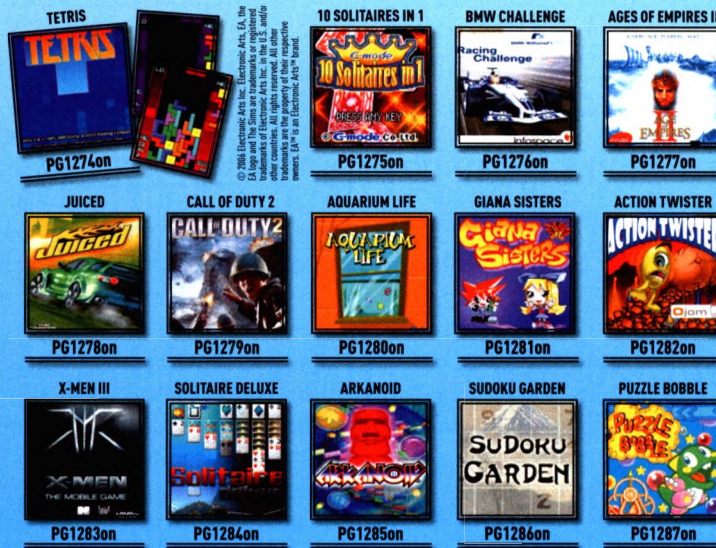 TETRIS
TETRIS
PG1274on
© 2006 Electronic Arts Inc. Electronic Arts, EA, the
EA logo and The Sims are trademarks or registered
trademarks of Electronic Arts Inc. in the U.S. and/or
other countries. All rights reserved. All other
trademarks are the property of their respective
owners. EA™ is an Electronic Arts™ brand.
10 SOLITAIRES IN 1
G-mode
10 Solitaires in 1
PRESS ANY KEY
© G-mode Co.Ltd.
PG1275on
BMW CHALLENGE
Racing
Challenge
infospace
PG1276on
AGES OF EMPIRES II
AGE
EMPIRES
PG1277on
JUICED
Juiced
PG1278on
CALL OF DUTY 2
CALL OF DUTY 2
PG1279on
AQUARIUM LIFE
AQUARIUM
LIFE
PG1280on
GIANA SISTERS
Giana
Sisters
PG1281on
ACTION TWISTER
ACTION TWISTE
Ojom
PG1282on
X-MEN III
X-MEN
THE MOBILE GAME
PG1283on
SOLITAIRE DELUXE
Solitaire
PG1284on
ARKANOID
ARKANOID
PG1285on
SUDOKU GARDEN
SUDOKU
GARDEN
PG1286on
PUZZLE BOBBLE
PUZZLE
BOBBLE
PG1287on